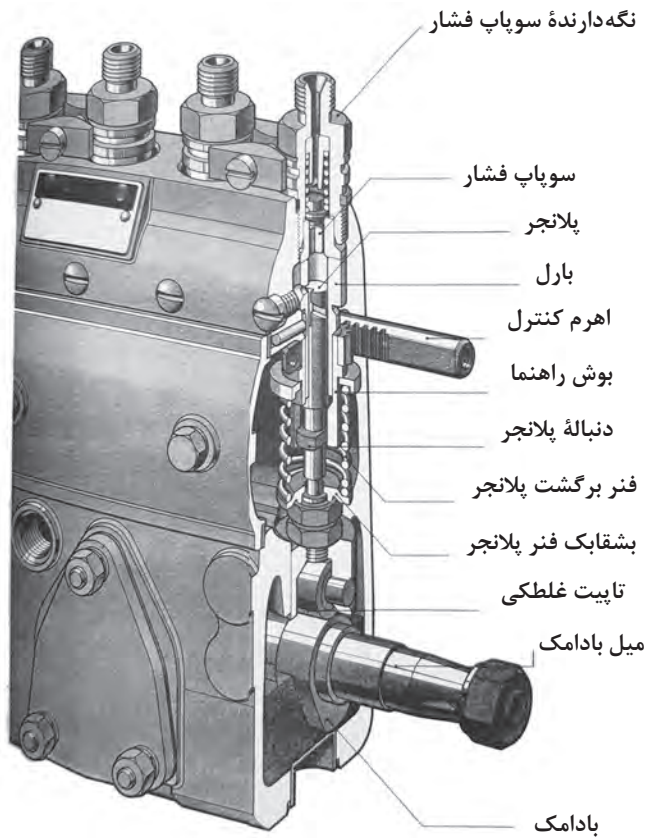 نگه‌دارندهٔ سوپاپ فشار
سوپاپ فشار
پلانجر
بارل
اهرم کنترل
بوش راهنما
دنبالهٔ پلانجر
فنر برگشت پلانجر
بشقابک فنر پلانجر
تاپیت غلطکی
میل بادامک
بادامک